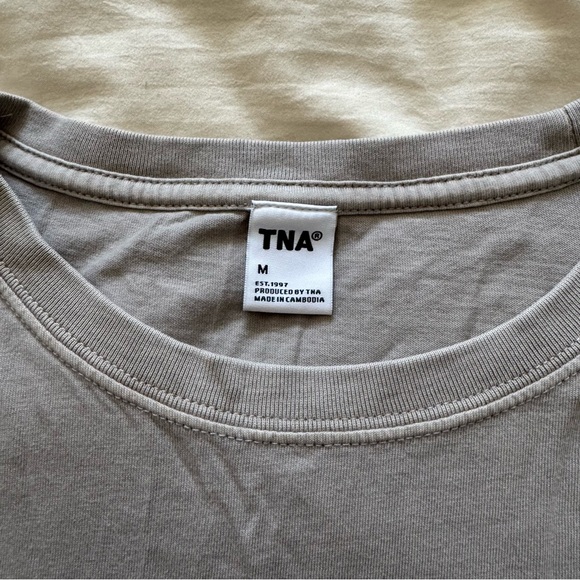 TNA®
M
EST.1997
PRODUCED BY TNA
MADE IN CAMBODIA